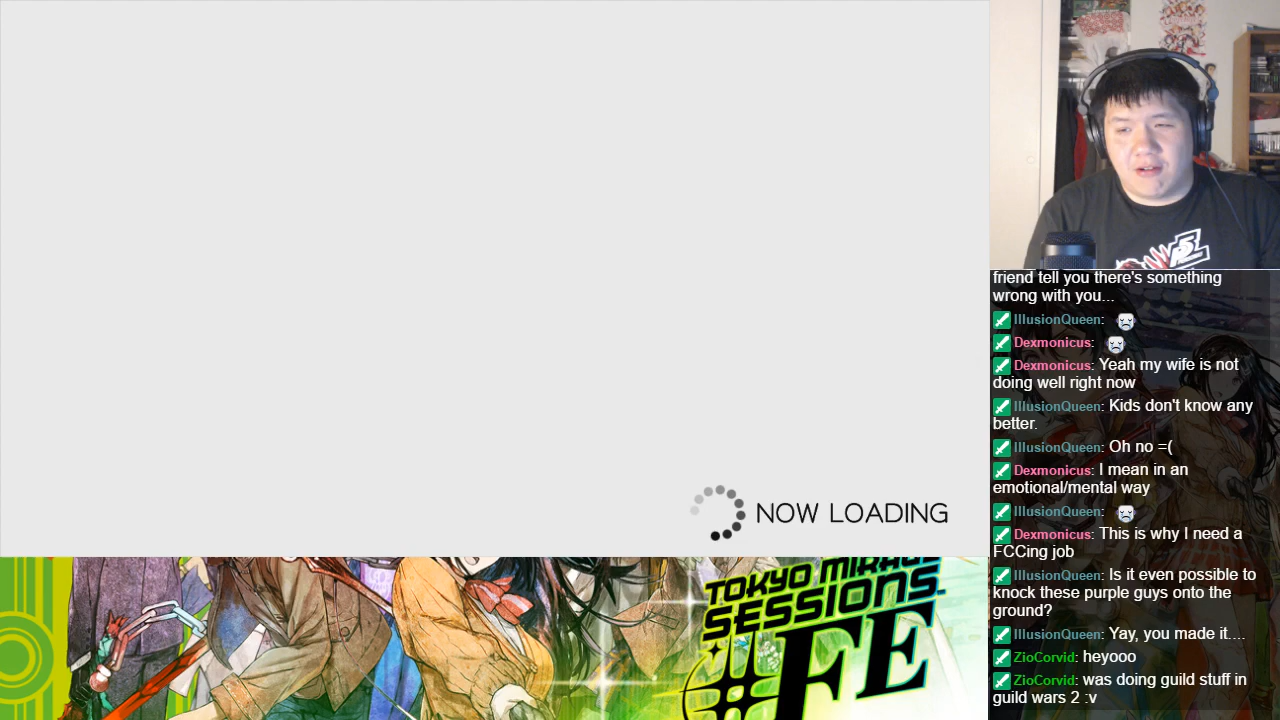 NOW LOADING
TOKYO MIRAGE
SESSIONS
#FE
5
friend tell you there's something
wrong with you...
IllusionQueen:
Dexmonicus:
Dexmonicus: Yeah my wife is not
doing well right now
IllusionQueen: Kids don't know any
better.
IllusionQueen: Oh no =(
Dexmonicus: I mean in an
emotional/mental way
IllusionQueen:
Dexmonicus: This is why I need a
FCCing job
IllusionQueen: Is it even possible to
knock these purple guys onto the
ground?
IllusionQueen: Yay, you made it....
ZioCorvid: heyooo
ZioCorvid: was doing guild stuff in
guild wars 2 :v